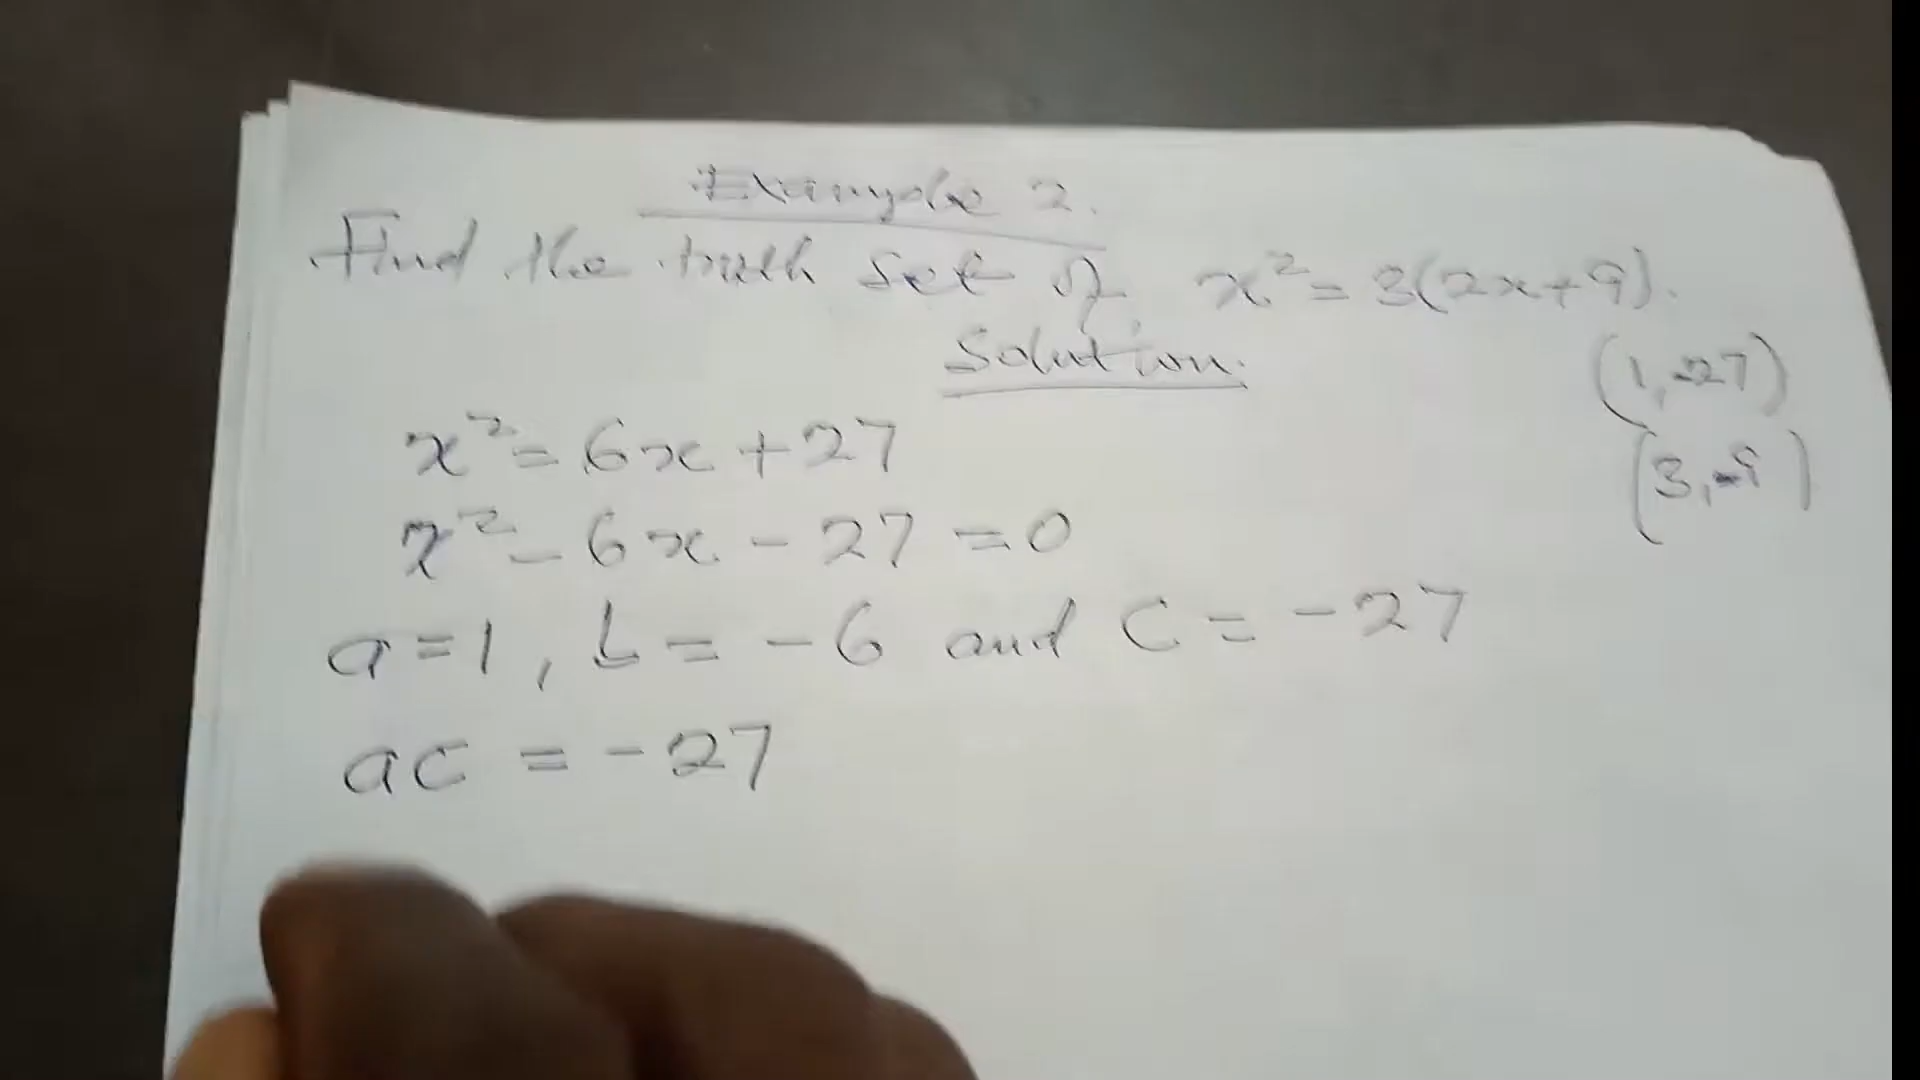 Example 2.
Find the truth set of x² = 3(2x+9).
Solution.
(1, -27)
(3, -9)
x² = 6x + 27
x² - 6x - 27 = 0
a = 1, b = -6 and c = -27
ac = -27